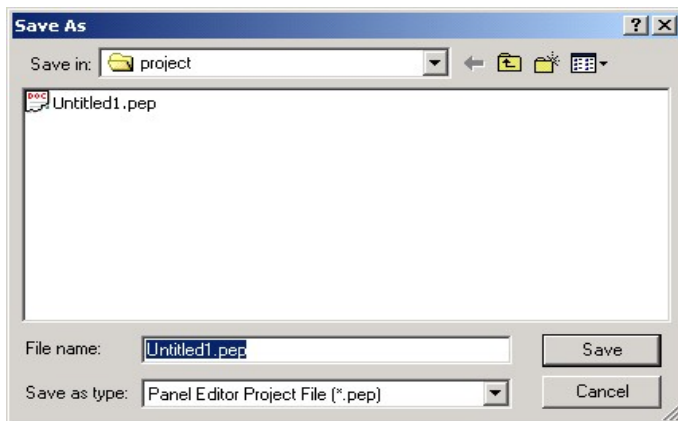 Save As
Save in: project
DOC Untitled1.pep
File name: Untitled1.pep Save
Save as type: Panel Editor Project File (*.pep) Cancel